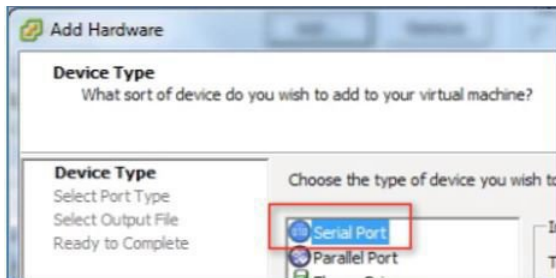 Add Hardware
Device Type
What sort of device do you wish to add to your virtual machine?
Device Type
Select Port Type
Select Output File
Ready to Complete
Choose the type of device you wish to
Serial Port
Parallel Port